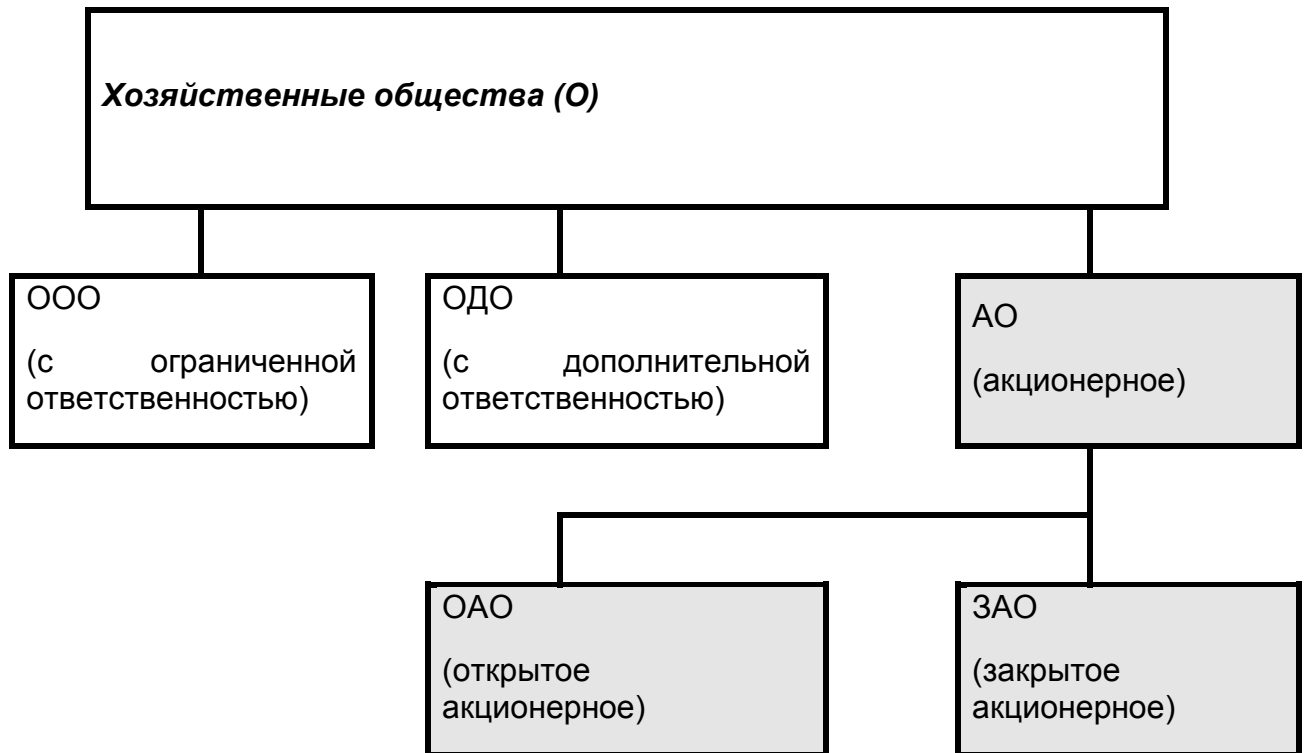 Хозяйственные общества (О)
ООО
(с ограниченной
ответственностью)
ОДО
(с дополнительной
ответственностью)
АО
(акционерное)
ОАО
(открытое
акционерное)
ЗАО
(закрытое
акционерное)